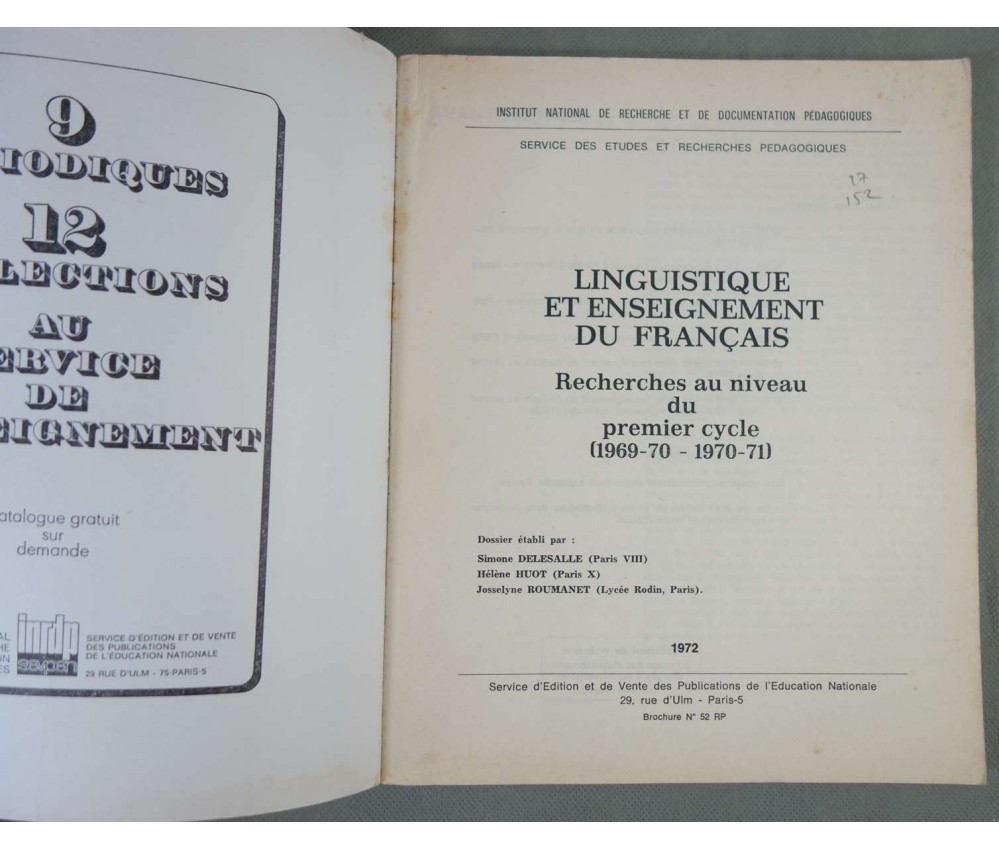 9
IODIQUES
12
LECTIONS
AU
ERVICE
DE
EIGNEMENT
atalogue gratuit
sur
demande
inrdp
sevpen
SERVICE D'ÉDITION ET DE VENTE
DES PUBLICATIONS
DE L'ÉDUCATION NATIONALE
29 RUE D'ULM - 75-PARIS-5
INSTITUT NATIONAL DE RECHERCHE ET DE DOCUMENTATION PÉDAGOGIQUES
SERVICE DES ETUDES ET RECHERCHES PEDAGOGIQUES
17
152
LINGUISTIQUE
ET ENSEIGNEMENT
DU FRANÇAIS
Recherches au niveau
du
premier cycle
(1969-70 - 1970-71)
Dossier établi par :
Simone DELESALLE (Paris VIII)
Hélène HUOT (Paris X)
Josselyne ROUMANET (Lycée Rodin, Paris).
1972
Service d'Edition et de Vente des Publications de l'Education Nationale
29, rue d'Ulm - Paris-5
Brochure N° 52 RP